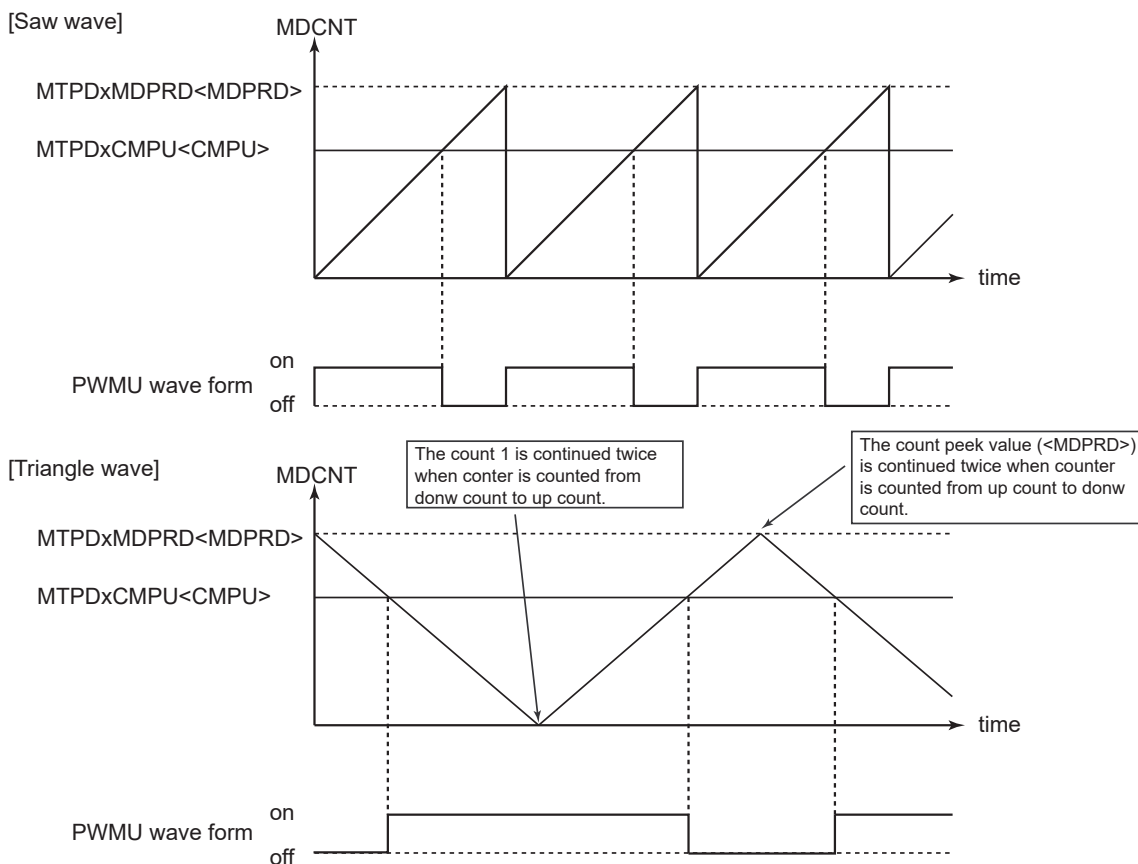 [Saw wave]
MDCNT
MTPDxMDPRD<MDPRD>
MTPDxCMPU<CMPU>
time
on
PWMU wave form
off
[Triangle wave]
MDCNT
The count 1 is continued twice
when conter is counted from
donw count to up count.
The count peek value (<MDPRD>)
is continued twice when counter
is counted from up count to donw
count.
MTPDxMDPRD<MDPRD>
MTPDxCMPU<CMPU>
time
on
PWMU wave form
off